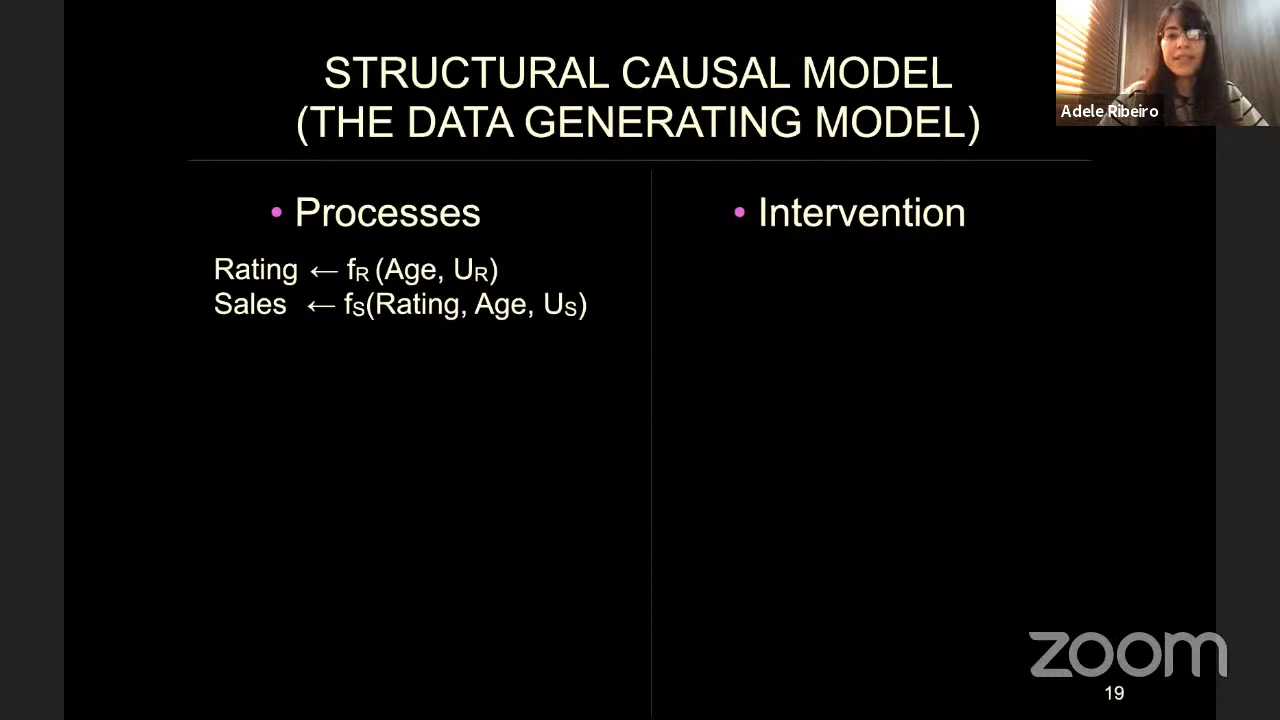 STRUCTURAL CAUSAL MODEL
(THE DATA GENERATING MODEL)
Adele Ribeiro
• Processes
Rating ← fR (Age, UR)
Sales ← fS(Rating, Age, US)
• Intervention
zoom
19